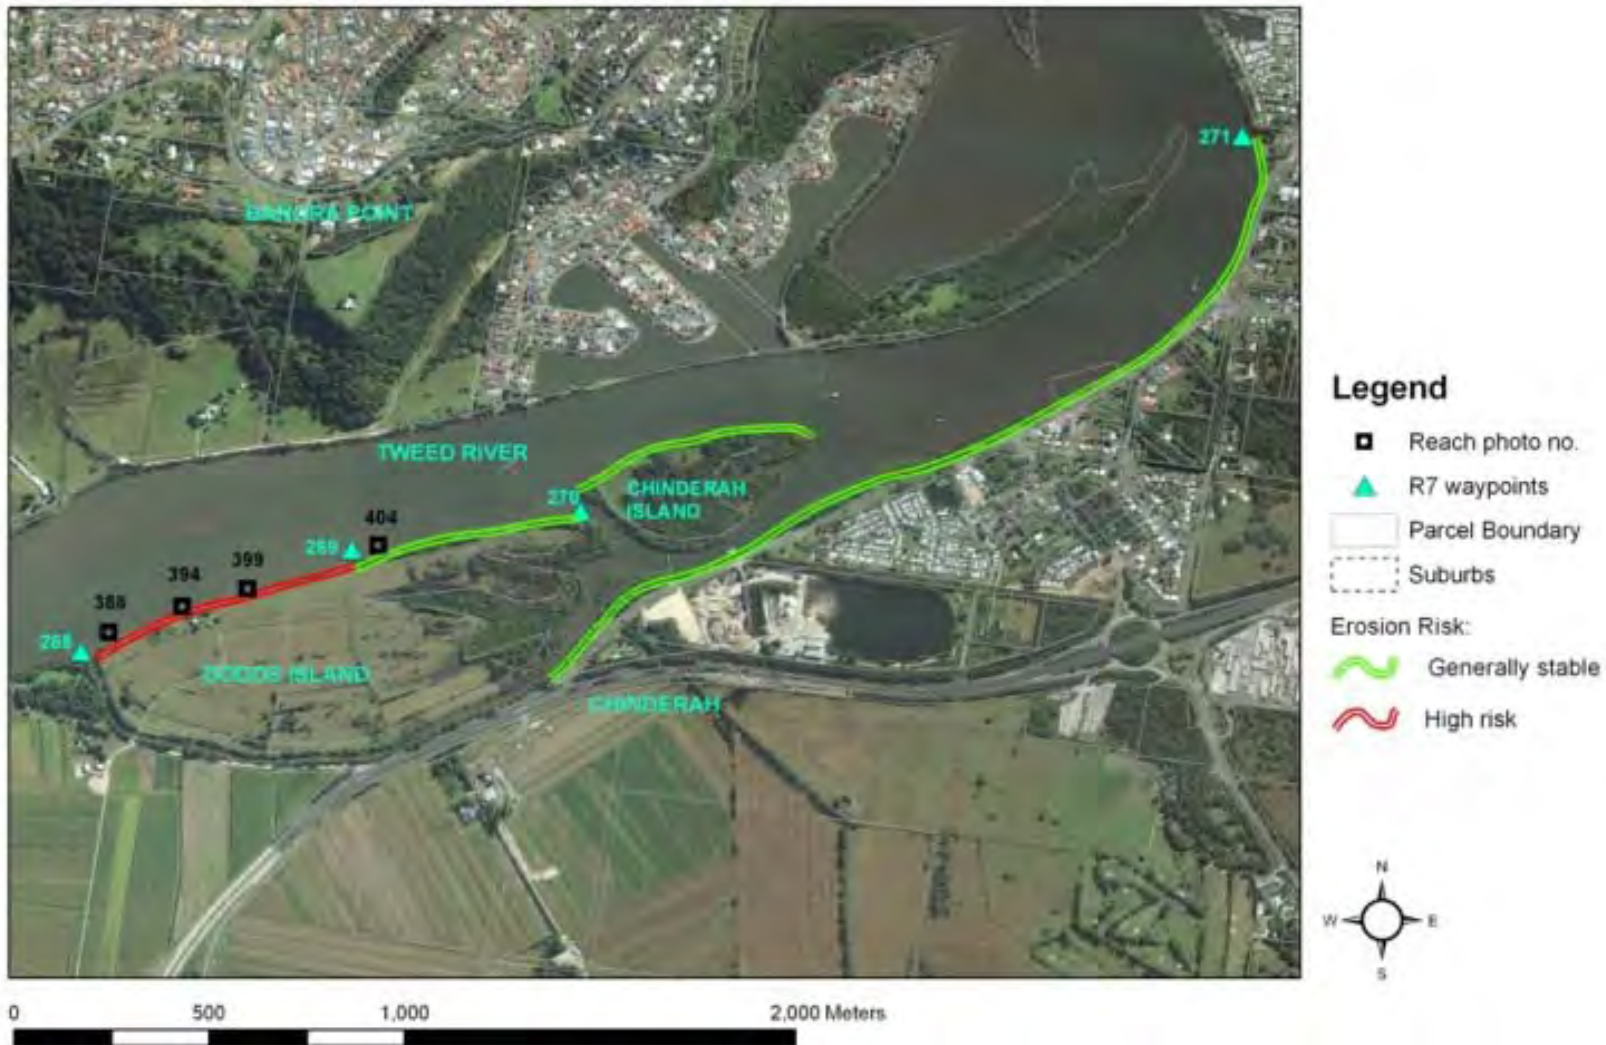 271
BANORA POINT
TWEED RIVER
CHINDERAH
ISLAND
270
404
269
399
394
388
268
DODDS ISLAND
CHINDERAH
Legend
Reach photo no.
R7 waypoints
Parcel Boundary
Suburbs
Erosion Risk:
Generally stable
High risk
N
W
E
S
0
500
1,000
2,000 Meters